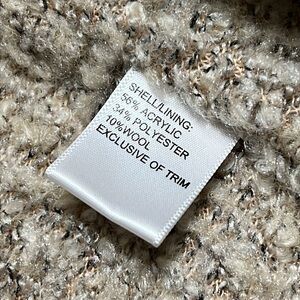 SHELL/LINING:
56% ACRYLIC
34% POLYESTER
10%WOOL
EXCLUSIVE OF TRIM